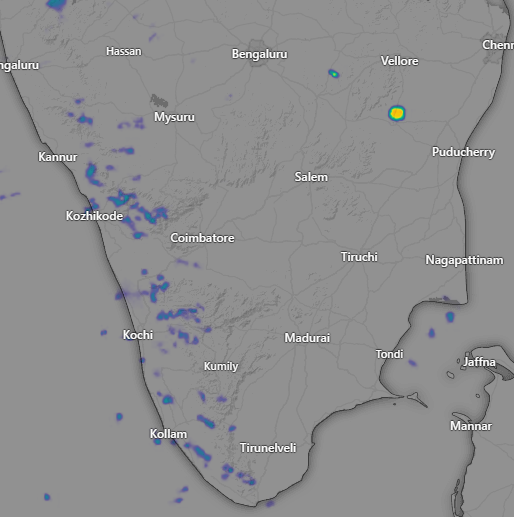 Hassan
Bengaluru
Chenn
ngaluru
Vellore
Mysuru
Kannur
Puducherry
Salem
Kozhikode
Coimbatore
Tiruchi
Nagapattinam
Kochi
Madurai
Tondi
Jaffna
Kumily
Mannar
Kollam
Tirunelveli